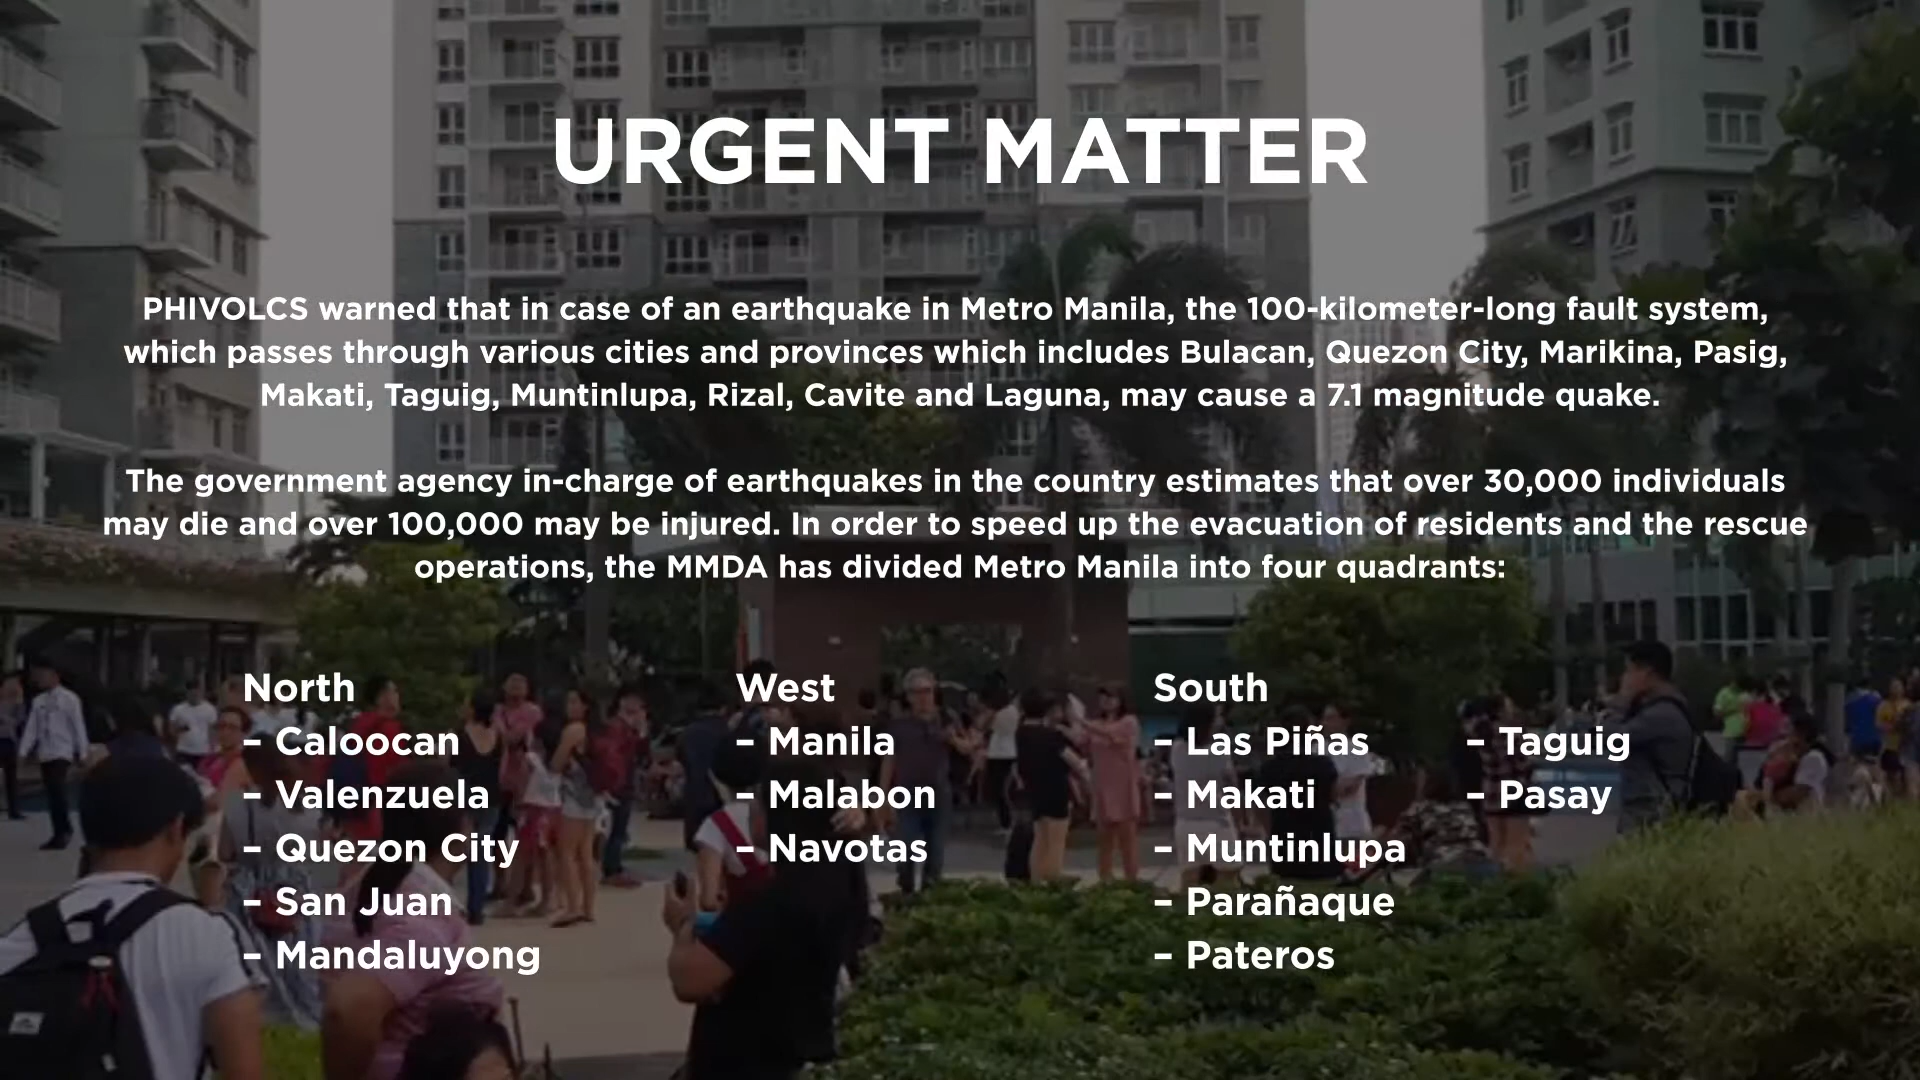 URGENT MATTER
PHIVOLCS warned that in case of an earthquake in Metro Manila, the 100-kilometer-long fault system,
which passes through various cities and provinces which includes Bulacan, Quezon City, Marikina, Pasig,
Makati, Taguig, Muntinlupa, Rizal, Cavite and Laguna, may cause a 7.1 magnitude quake.
The government agency in-charge of earthquakes in the country estimates that over 30,000 individuals
may die and over 100,000 may be injured. In order to speed up the evacuation of residents and the rescue
operations, the MMDA has divided Metro Manila into four quadrants:
North
– Caloocan
– Valenzuela
– Quezon City
– San Juan
– Mandaluyong
West
– Manila
– Malabon
– Navotas
South
– Las Piñas
– Makati
– Muntinlupa
– Parañaque
– Pateros
– Taguig
– Pasay